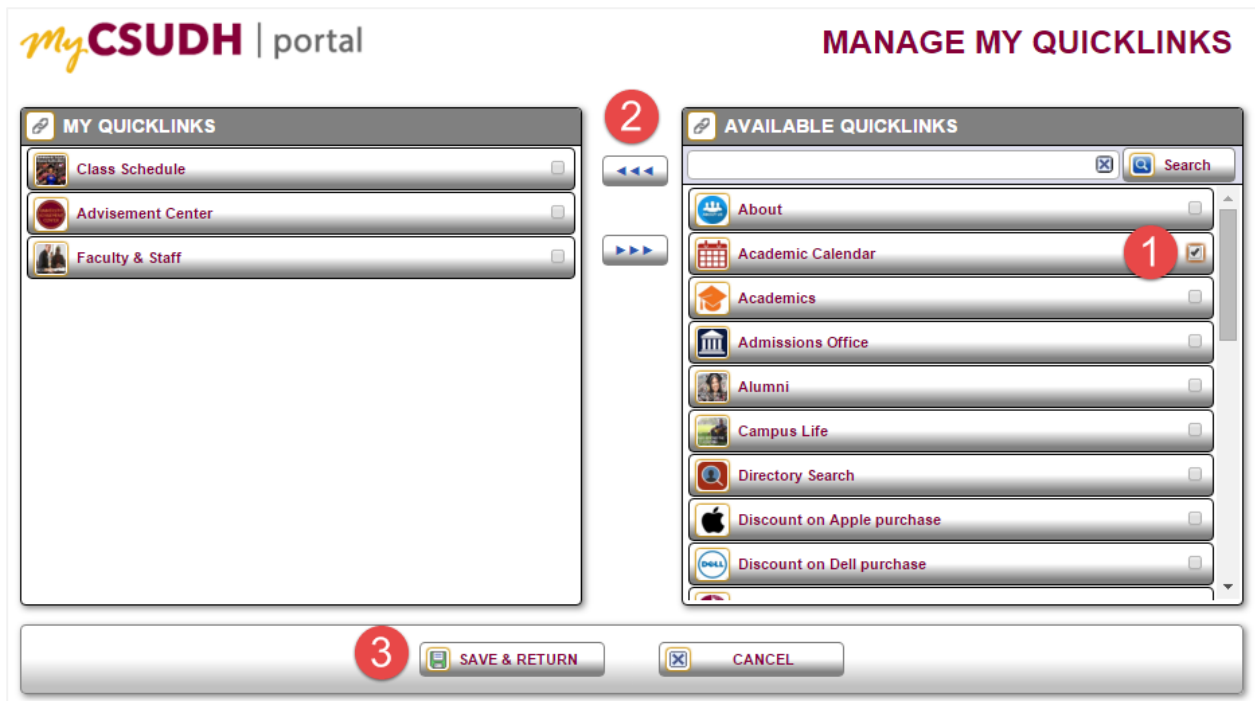 myCSUDH | portal
MANAGE MY QUICKLINKS
MY QUICKLINKS
Class Schedule
Advisement Center
Faculty & Staff
2
◄◄◄
►►►
AVAILABLE QUICKLINKS
Search
About
Academic Calendar
1
Academics
Admissions Office
Alumni
Campus Life
Directory Search
Discount on Apple purchase
DELL
Discount on Dell purchase
3
SAVE & RETURN
CANCEL